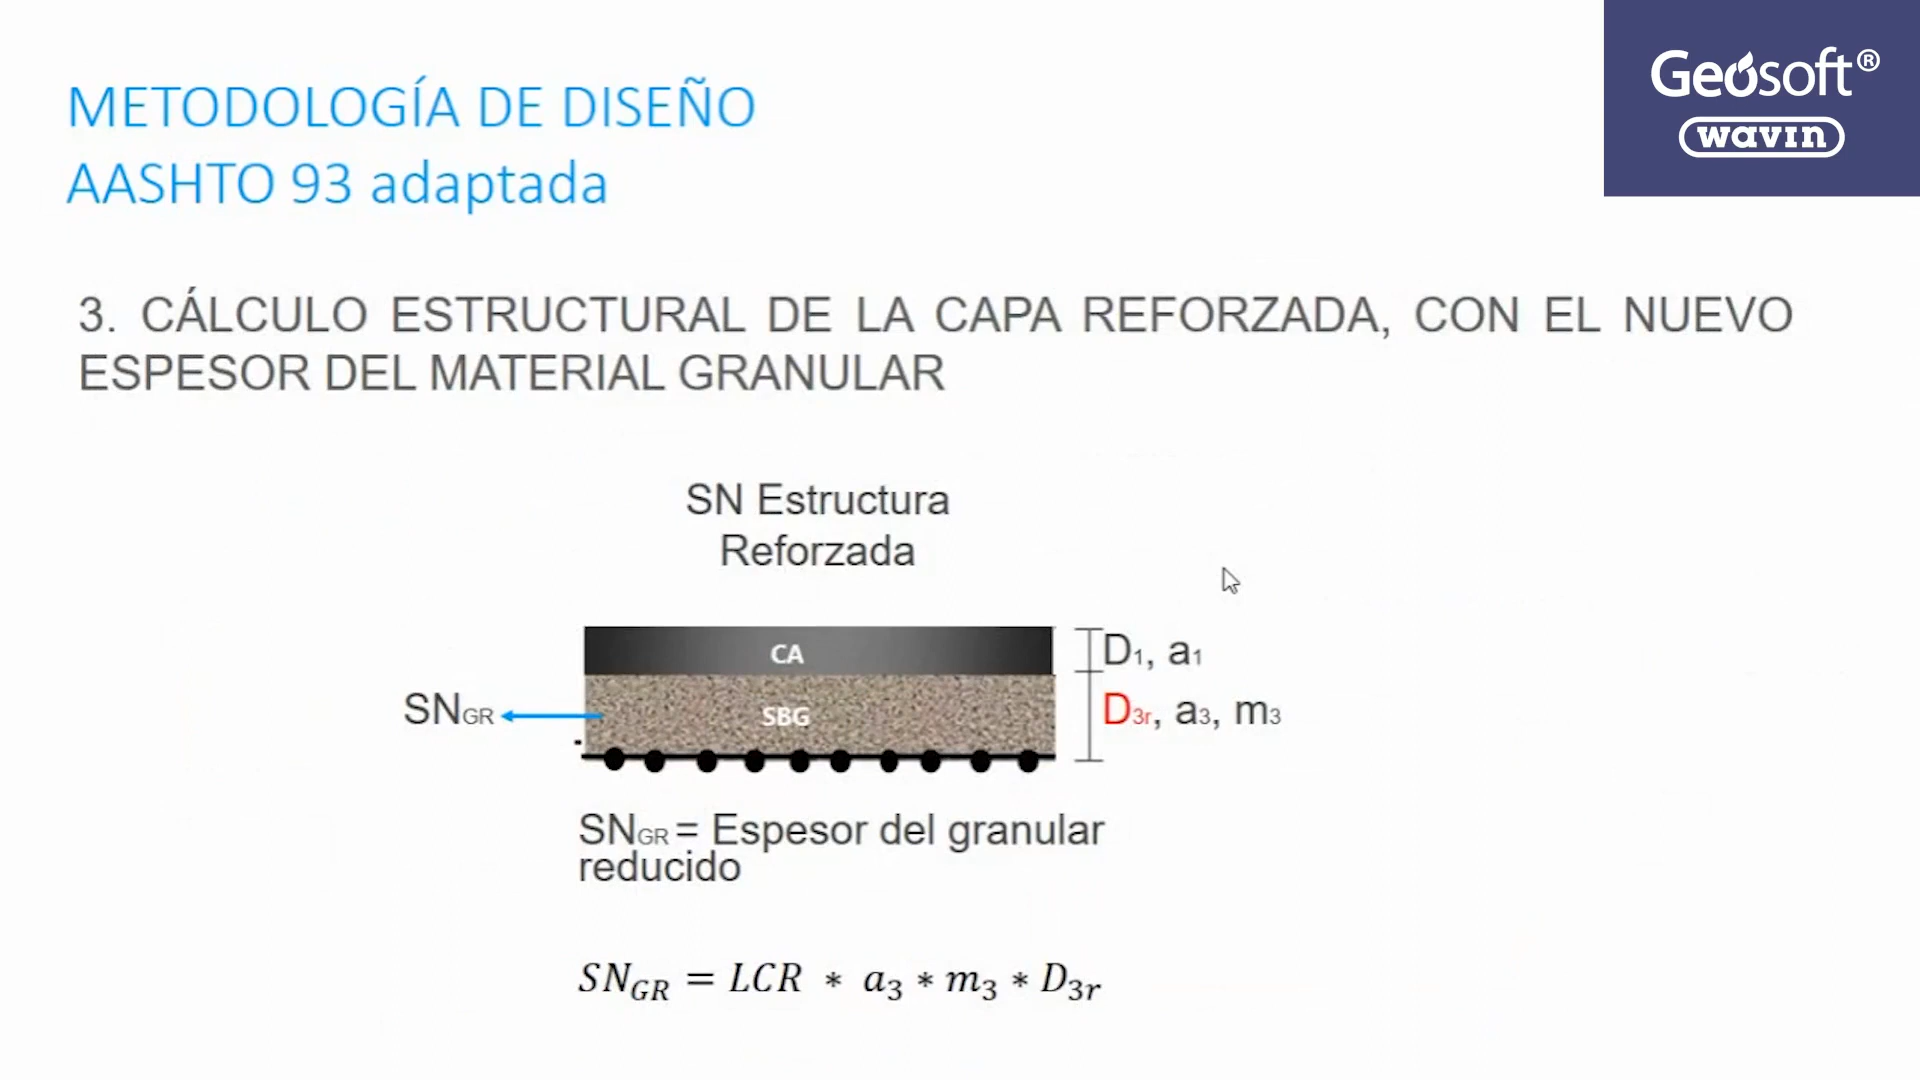 Geosoft®
wavin
METODOLOGÍA DE DISEÑO
AASHTO 93 adaptada
3. CÁLCULO ESTRUCTURAL DE LA CAPA REFORZADA, CON EL NUEVO
ESPESOR DEL MATERIAL GRANULAR
SN Estructura
Reforzada
CA
D₁, a₁
SN_GR
SBG
D₃r, a₃, m₃
SN_GR = Espesor del granular
reducido
SN_GR = LCR * a₃ * m₃ * D₃r